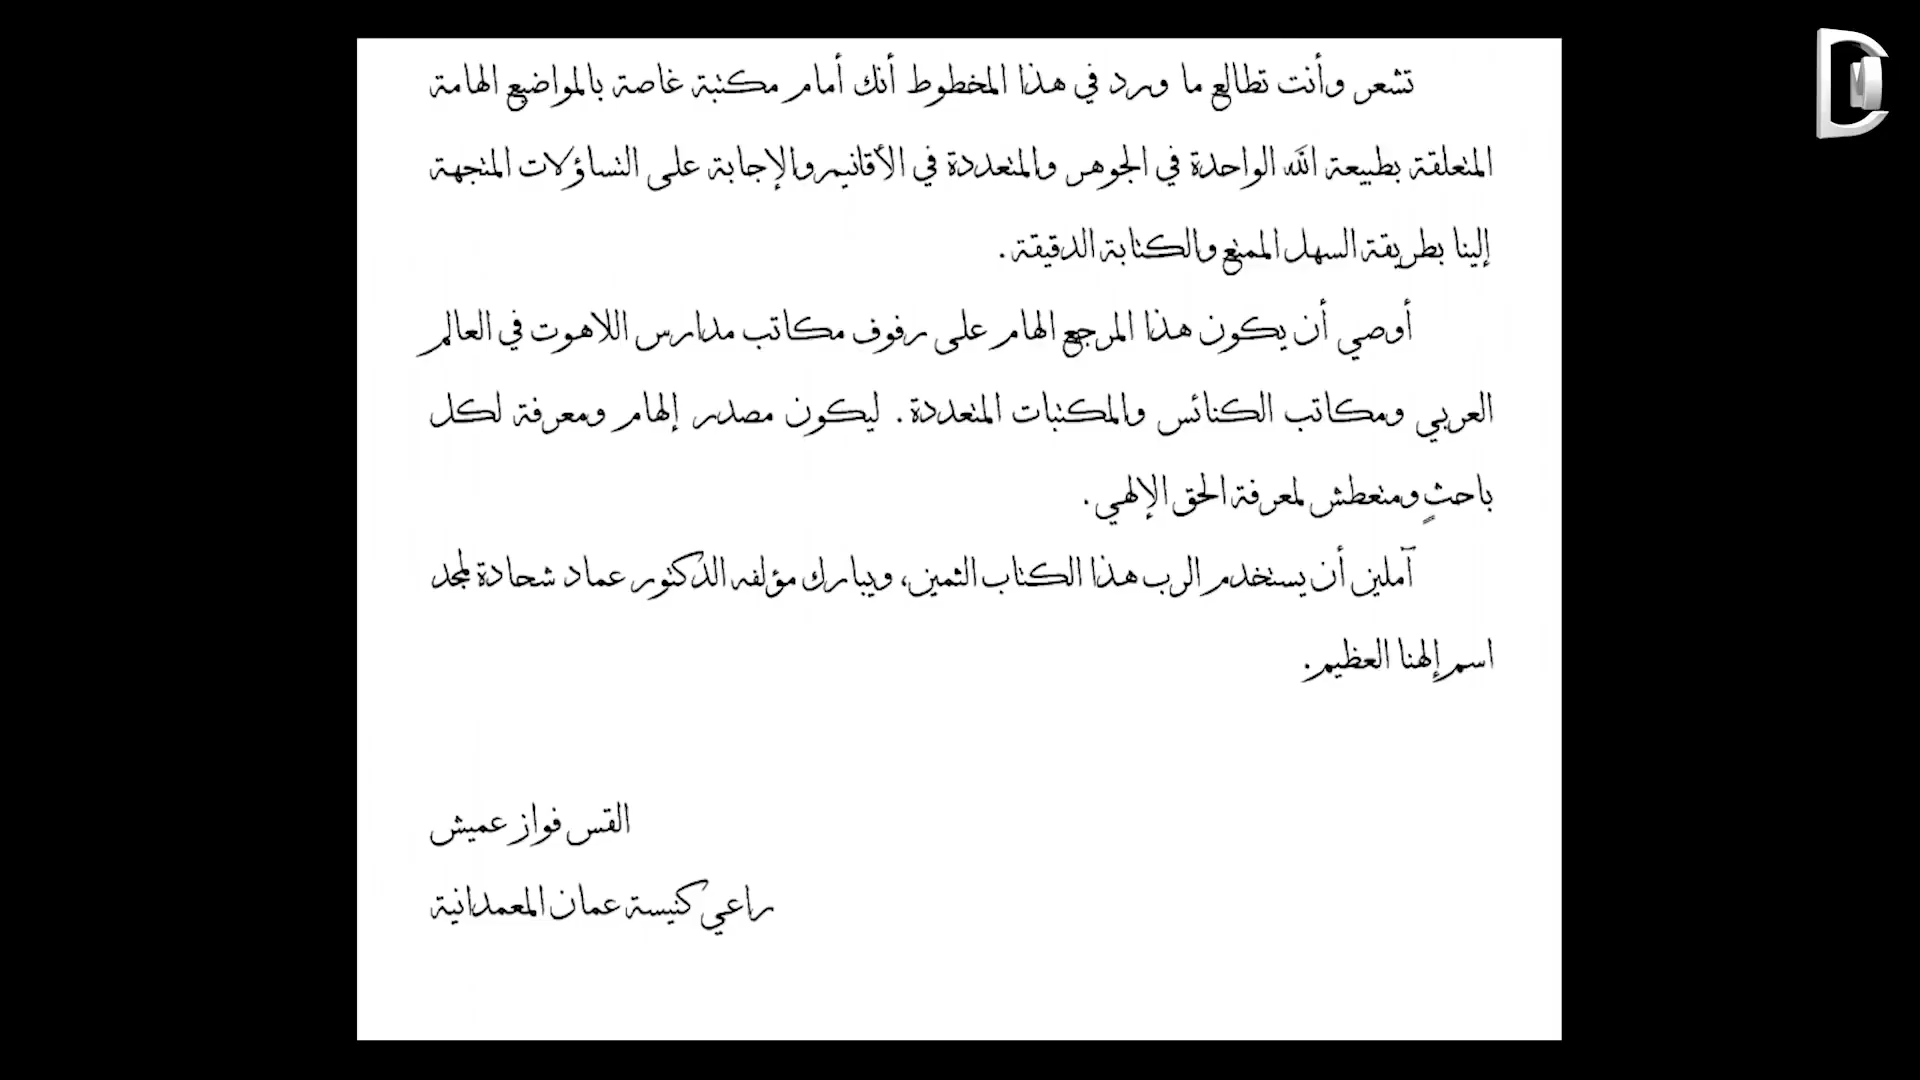 تشعر وأنت تطالع ما ورد في هذا المخطوط أنك أمام مكتبة غاصة بالمواضيع الهامة
المتعلقة بطبيعة الله الواحدة في الجوهر والمتعددة في الأقانيم والإجابة على التساؤلات المتجهة
إلينا بطريقة السهل الممتع والكتابة الدقيقة.
أوصي أن يكون هذا المرجع الهام على رفوف مكاتب مدارس اللاهوت في العالم
العربي ومكاتب الكنائس والمكتبات المتعددة. ليكون مصدر إلهام ومعرفة لكل
باحثٍ ومتعطش لمعرفة الحق الإلهي.
آملين أن يستخدم الرب هذا الكتاب الثمين، ويبارك مؤلفه الدكتور عماد شحادة لمجد
اسم إلهنا العظيم.
القس فواز عميش
راعي كنيسة عمان المعمدانية